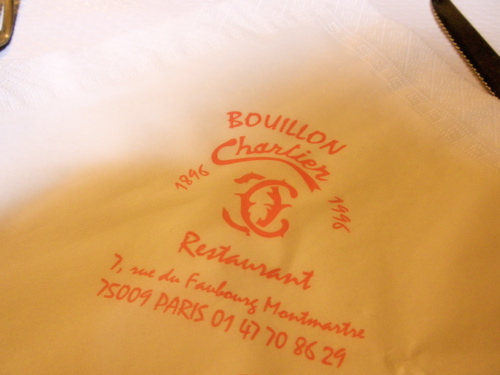 BOUILLON
Chartier
1896 1996
Restaurant
7, rue du Faubourg Montmartre
75009 PARIS 01 47 70 86 29